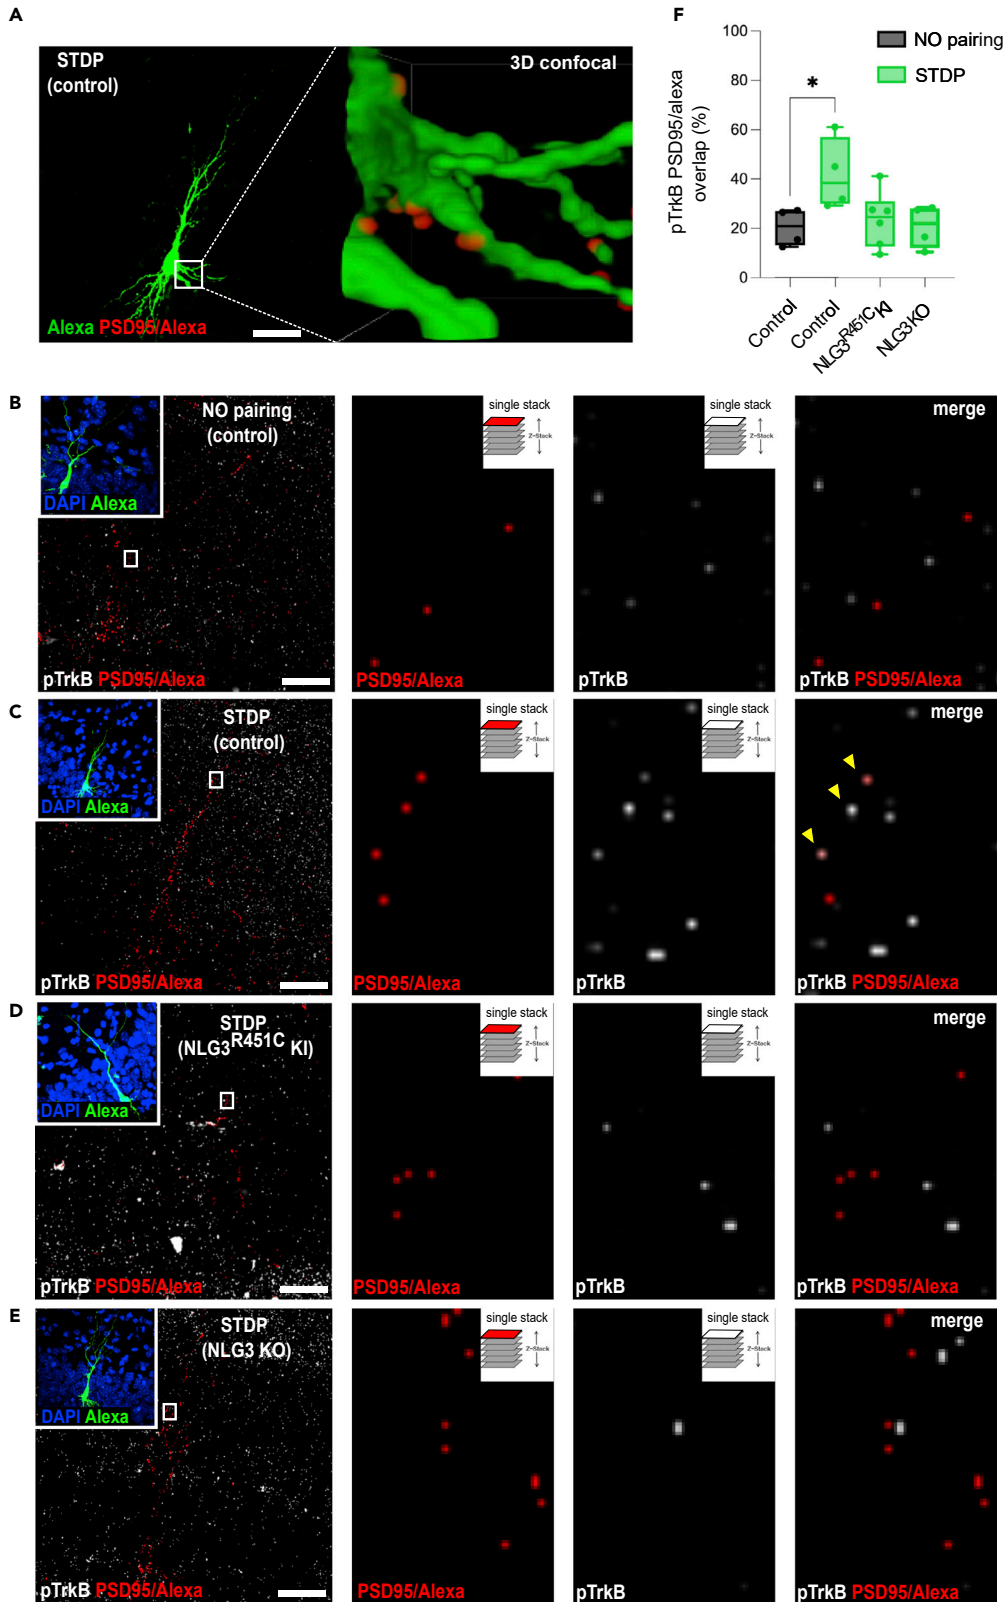 A
STDP
(control)
3D confocal
Alexa PSD95/Alexa
F
100
80
60
40
20
0
pTrkB PSD95/alexa
overlap (%)
*
NO pairing
STDP
Control
Control
NLG3R451C KI
NLG3 KO
B
NO pairing
(control)
DAPI Alexa
pTrkB PSD95/Alexa
single stack
Z-Stack
PSD95/Alexa
single stack
Z-Stack
pTrkB
merge
pTrkB PSD95/Alexa
C
STDP
(control)
DAPI Alexa
pTrkB PSD95/Alexa
single stack
Z-Stack
PSD95/Alexa
single stack
Z-Stack
pTrkB
merge
pTrkB PSD95/Alexa
D
STDP
(NLG3R451C KI)
DAPI Alexa
pTrkB PSD95/Alexa
single stack
Z-Stack
PSD95/Alexa
single stack
Z-Stack
pTrkB
merge
pTrkB PSD95/Alexa
E
STDP
(NLG3 KO)
DAPI Alexa
pTrkB PSD95/Alexa
single stack
Z-Stack
PSD95/Alexa
single stack
Z-Stack
pTrkB
merge
pTrkB PSD95/Alexa